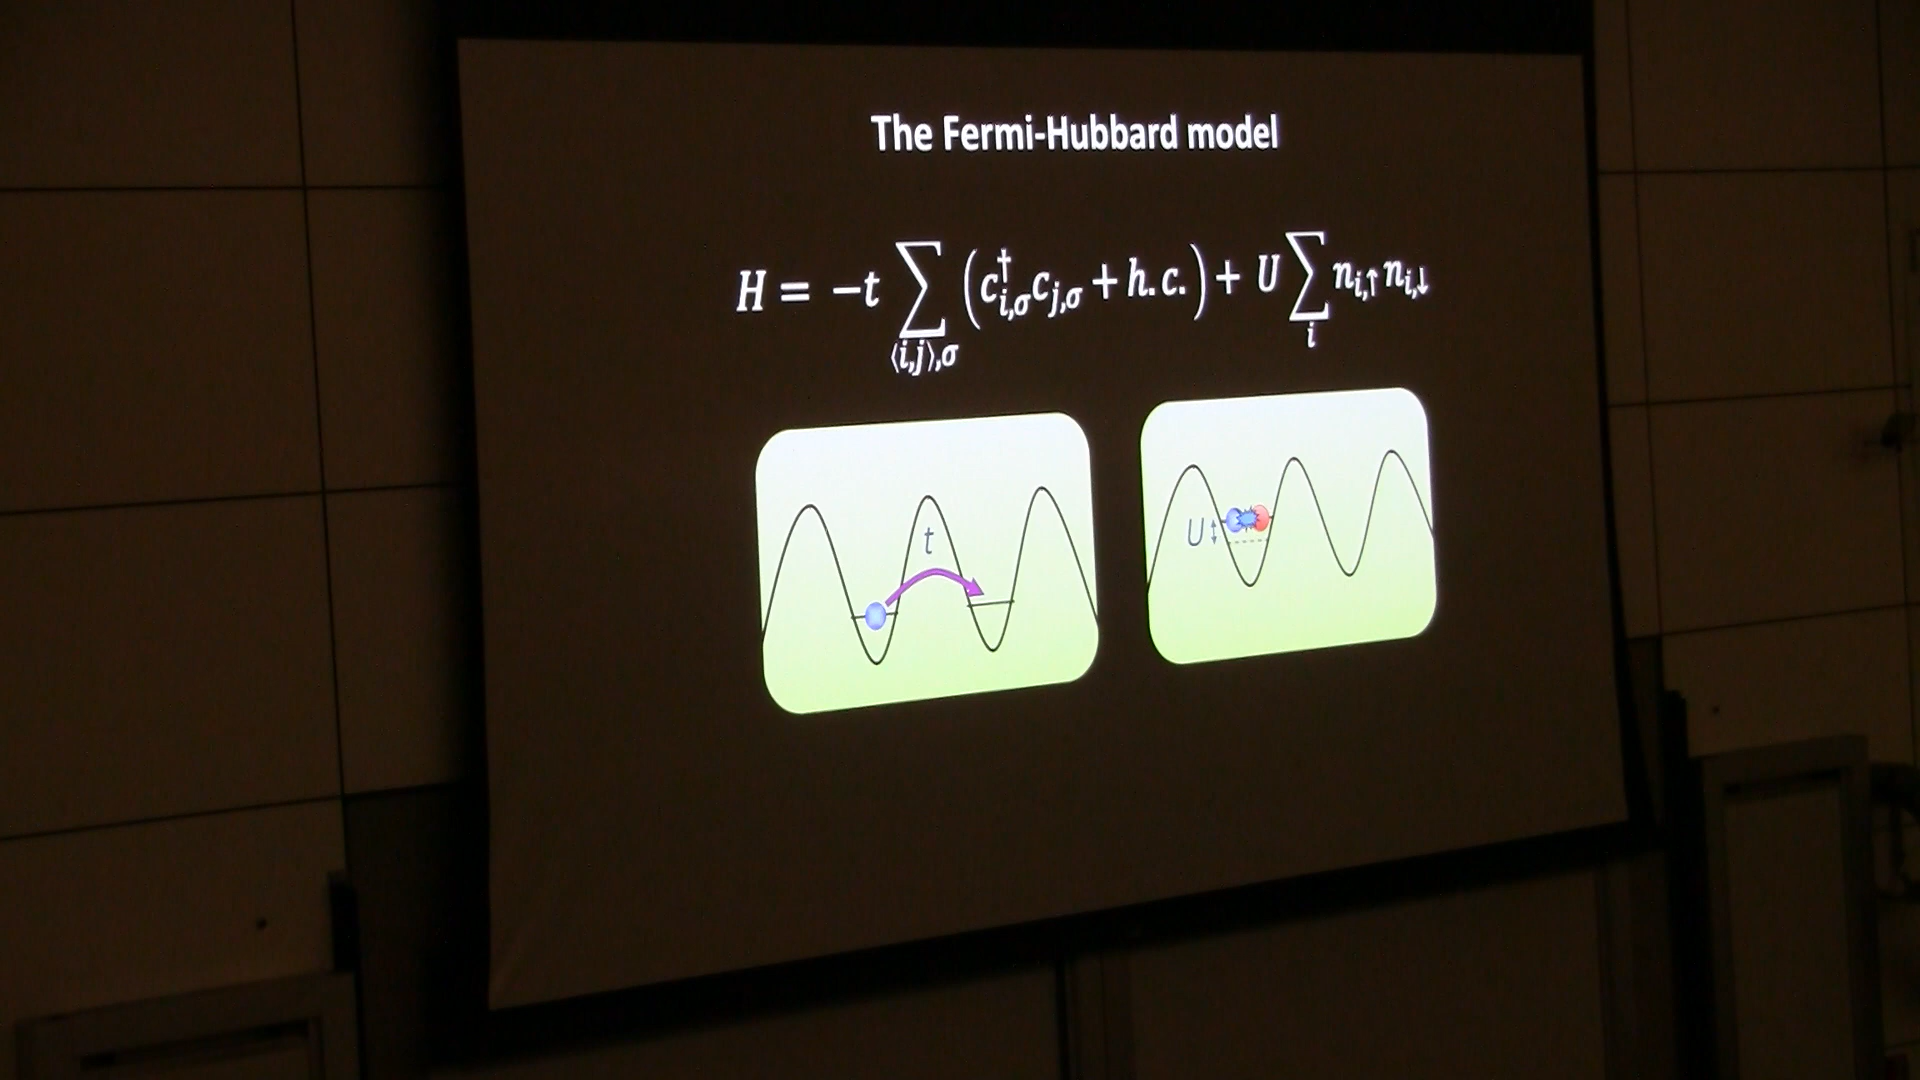 The Fermi-Hubbard model
H = −t ∑⟨i,j⟩,σ (c†i,σ cj,σ + h.c.) + U ∑i ni,↑ ni,↓
t
U